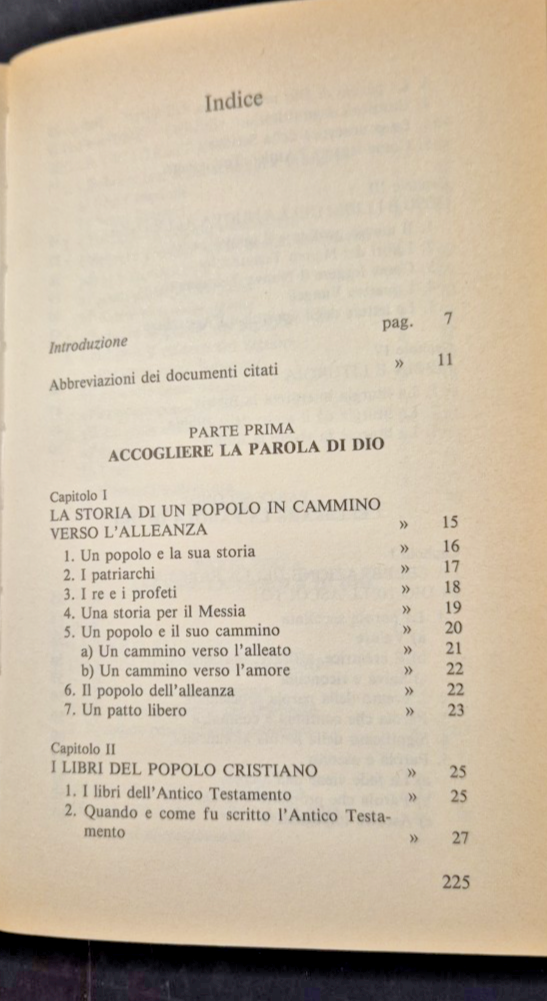 Indice
Introduzione pag. 7
Abbreviazioni dei documenti citati » 11
PARTE PRIMA
ACCOGLIERE LA PAROLA DI DIO
Capitolo I
LA STORIA DI UN POPOLO IN CAMMINO
VERSO L'ALLEANZA » 15
1. Un popolo e la sua storia » 16
2. I patriarchi » 17
3. I re e i profeti » 18
4. Una storia per il Messia » 19
5. Un popolo e il suo cammino » 20
a) Un cammino verso l'alleato » 21
b) Un cammino verso l'amore » 22
6. Il popolo dell'alleanza » 22
7. Un patto libero » 23
Capitolo II
I LIBRI DEL POPOLO CRISTIANO » 25
1. I libri dell'Antico Testamento » 25
2. Quando e come fu scritto l'Antico Testa-
mento » 27
225